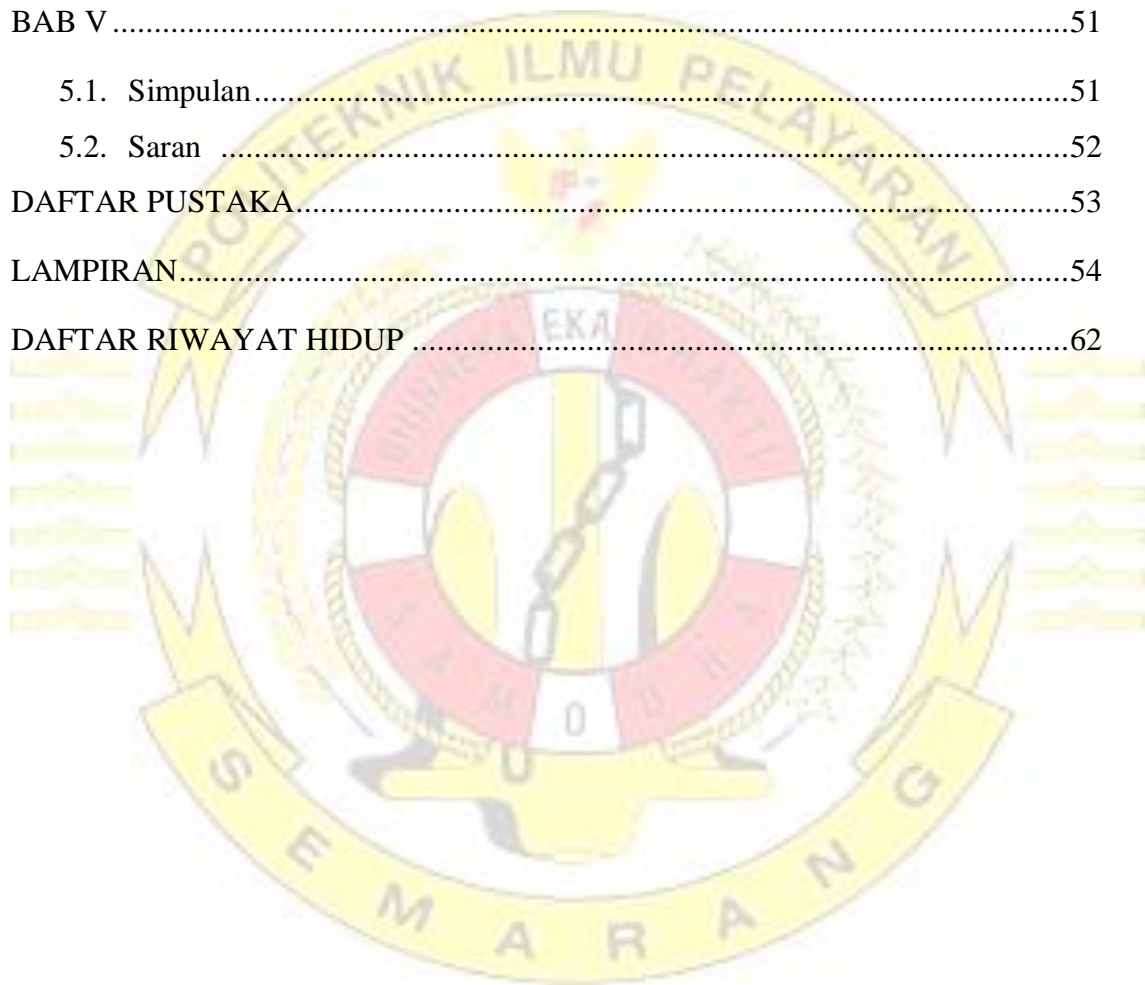 BAB V ........................................................................................................51
5.1. Simpulan ........................................................................................51
5.2. Saran ........................................................................................52
DAFTAR PUSTAKA ........................................................................................53
LAMPIRAN ........................................................................................54
DAFTAR RIWAYAT HIDUP ........................................................................................62
POLITEKNIK ILMU PELAYARAN
EKA
SEMARANG